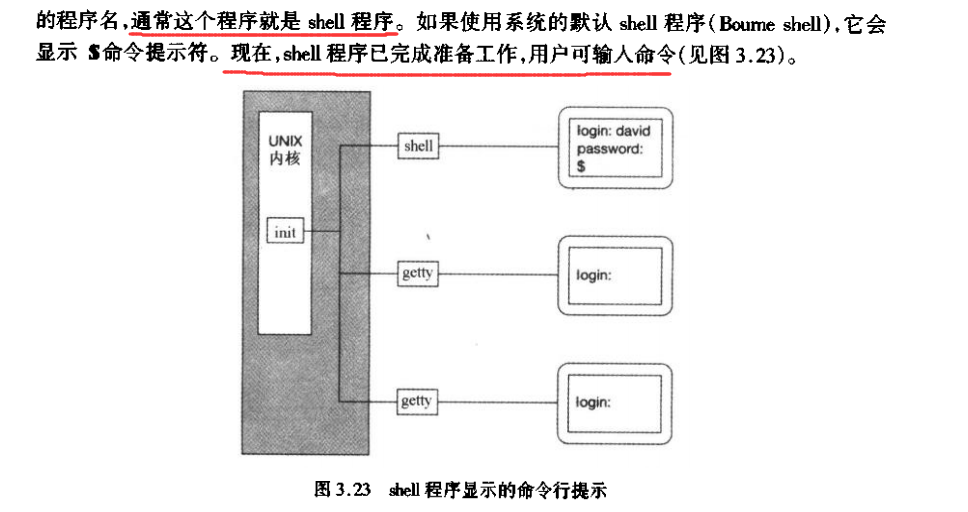 的程序名,通常这个程序就是 shell 程序。如果使用系统的默认 shell 程序(Bourne shell),它会
显示 $命令提示符。现在,shell 程序已完成准备工作,用户可输入命令(见图 3.23)。
UNIX
内核
init
shell
login: david
password:
$
getty
login:
getty
login:
图 3.23 shell 程序显示的命令行提示